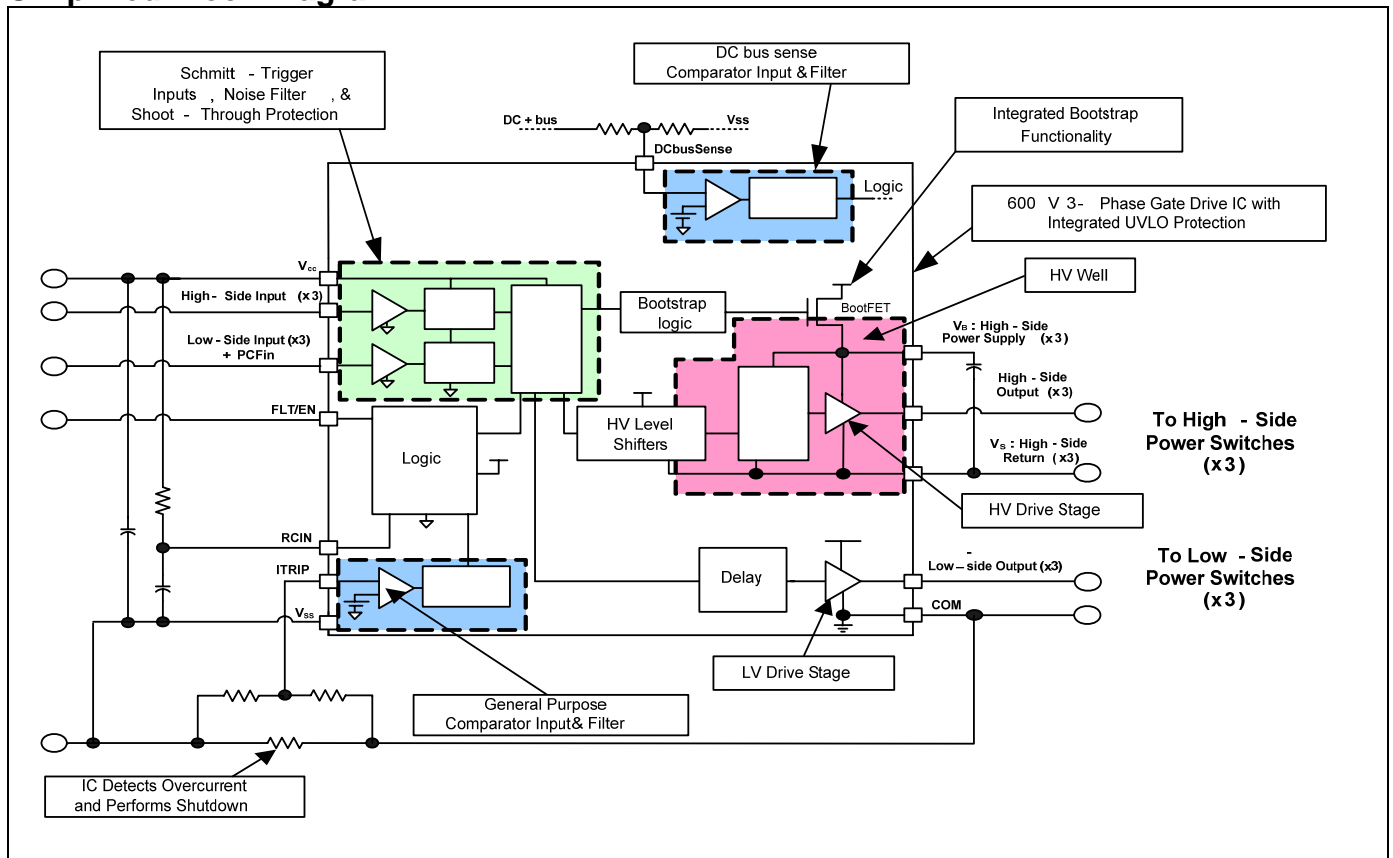 DC bus sense
Comparator Input & Filter
Schmitt - Trigger
Inputs , Noise Filter , &
Shoot - Through Protection
DC + bus
Vss
DCbusSense
Integrated Bootstrap
Functionality
Logic
600 V 3- Phase Gate Drive IC with
Integrated UVLO Protection
Vcc
High- Side Input (x3)
Low-Side Input (x3)
+ PCFin
Bootstrap
logic
BootFET
HV Well
VB : High - Side
Power Supply (x3)
High - Side
Output (x3)
VS : High - Side
Return (x3)
To High - Side
Power Switches
(x3)
FLT/EN
Logic
HV Level
Shifters
HV Drive Stage
RCIN
ITRIP
VSS
Delay
-
Low-side Output (x3)
COM
To Low - Side
Power Switches
(x3)
LV Drive Stage
General Purpose
Comparator Input& Filter
IC Detects Overcurrent
and Performs Shutdown